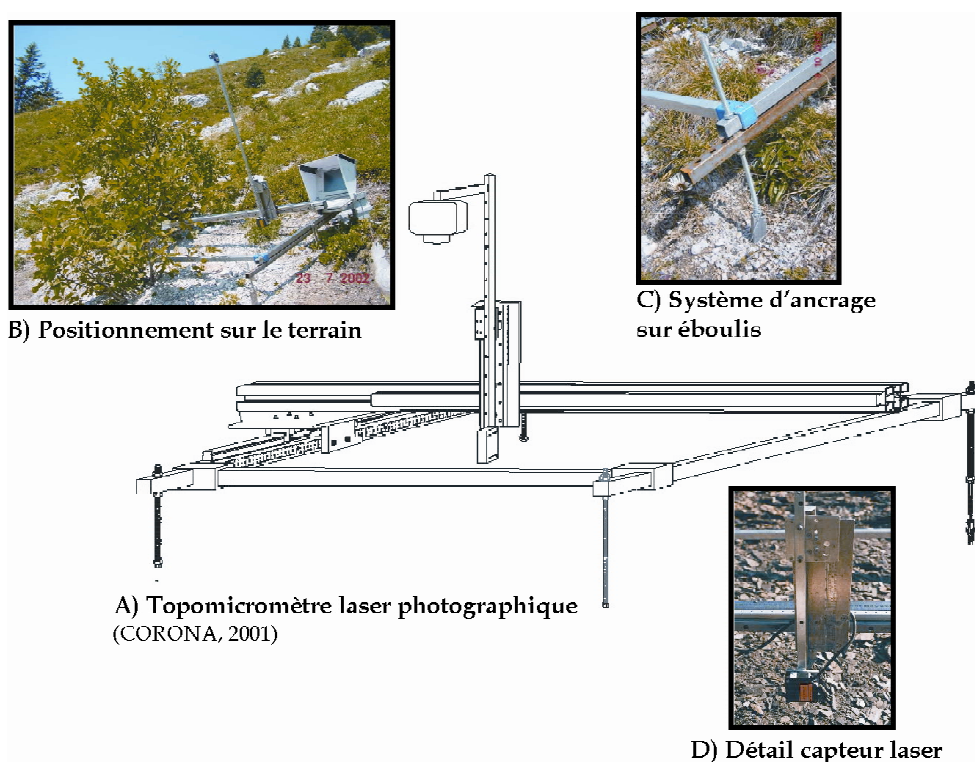 B) Positionnement sur le terrain
23 7 2002
C) Système d'ancrage
sur éboulis
A) Topomicromètre laser photographique
(CORONA, 2001)
D) Détail capteur laser